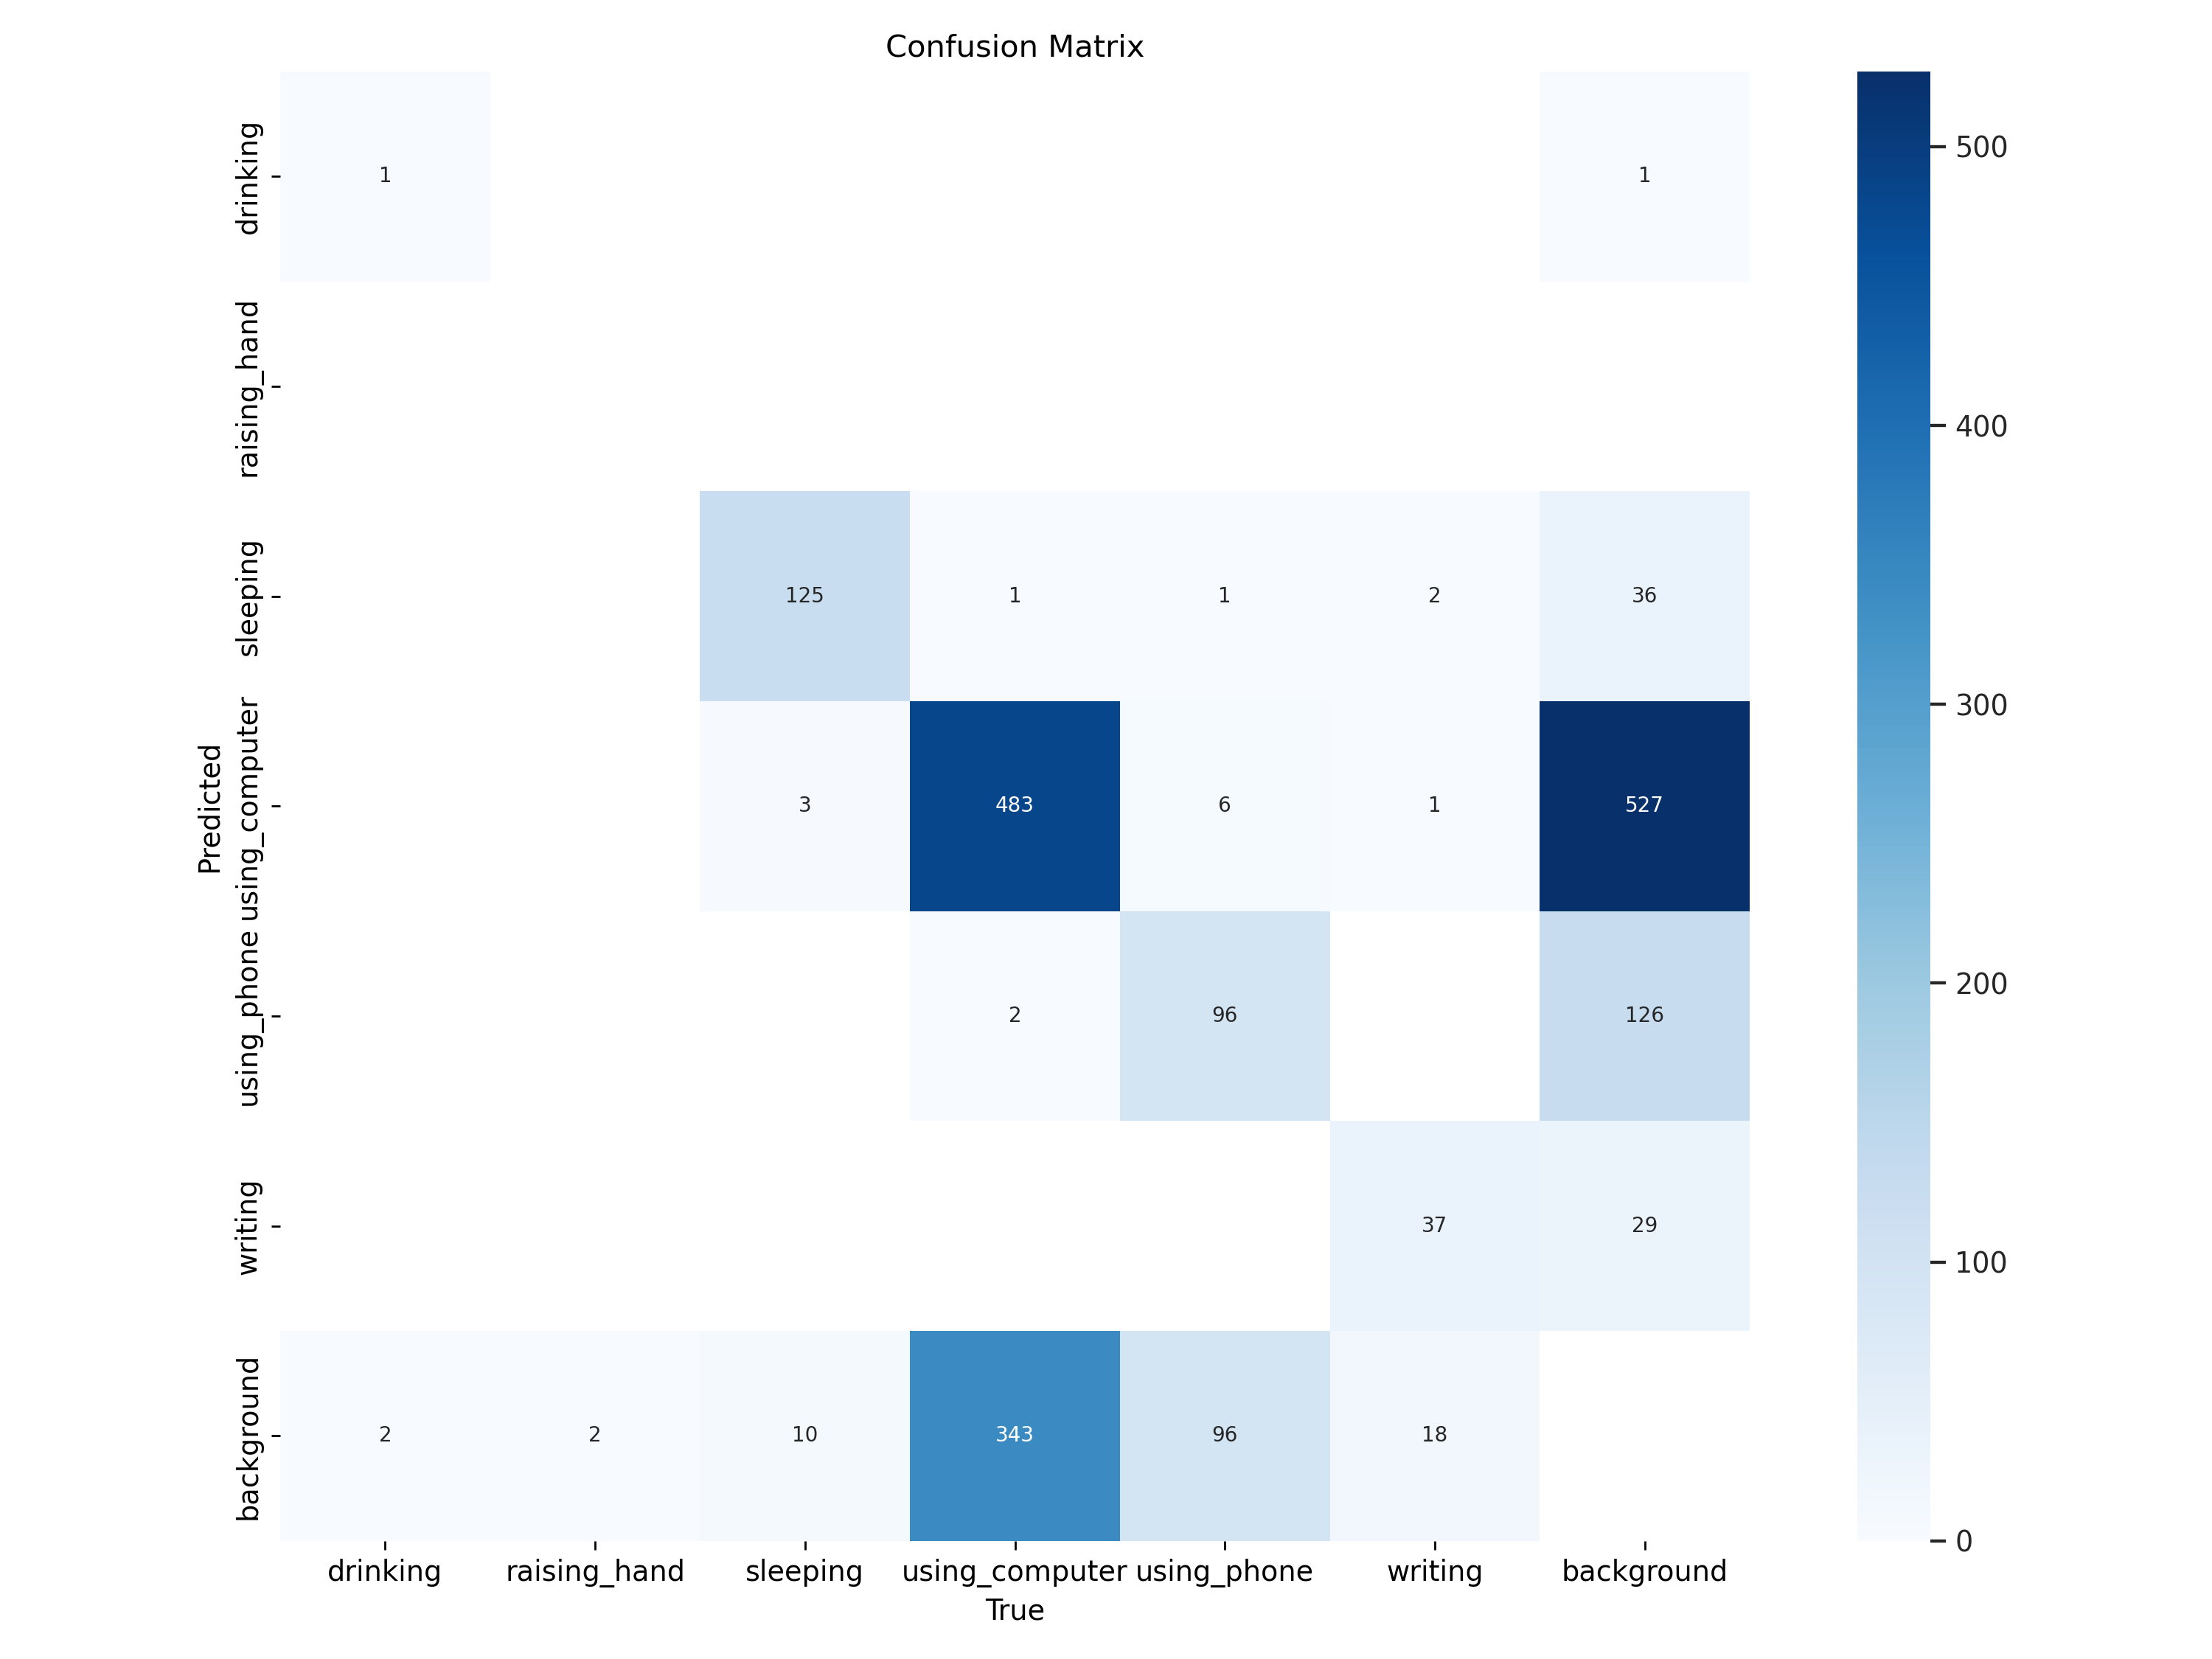 Confusion Matrix
drinking
1
1
500
raising_hand
400
sleeping
125
1
1
2
36
300
Predicted
using_computer
3
483
6
1
527
using_phone
2
96
126
200
writing
37
29
100
background
2
2
10
343
96
18
0
drinking
raising_hand
sleeping
using_computer
using_phone
writing
background
True